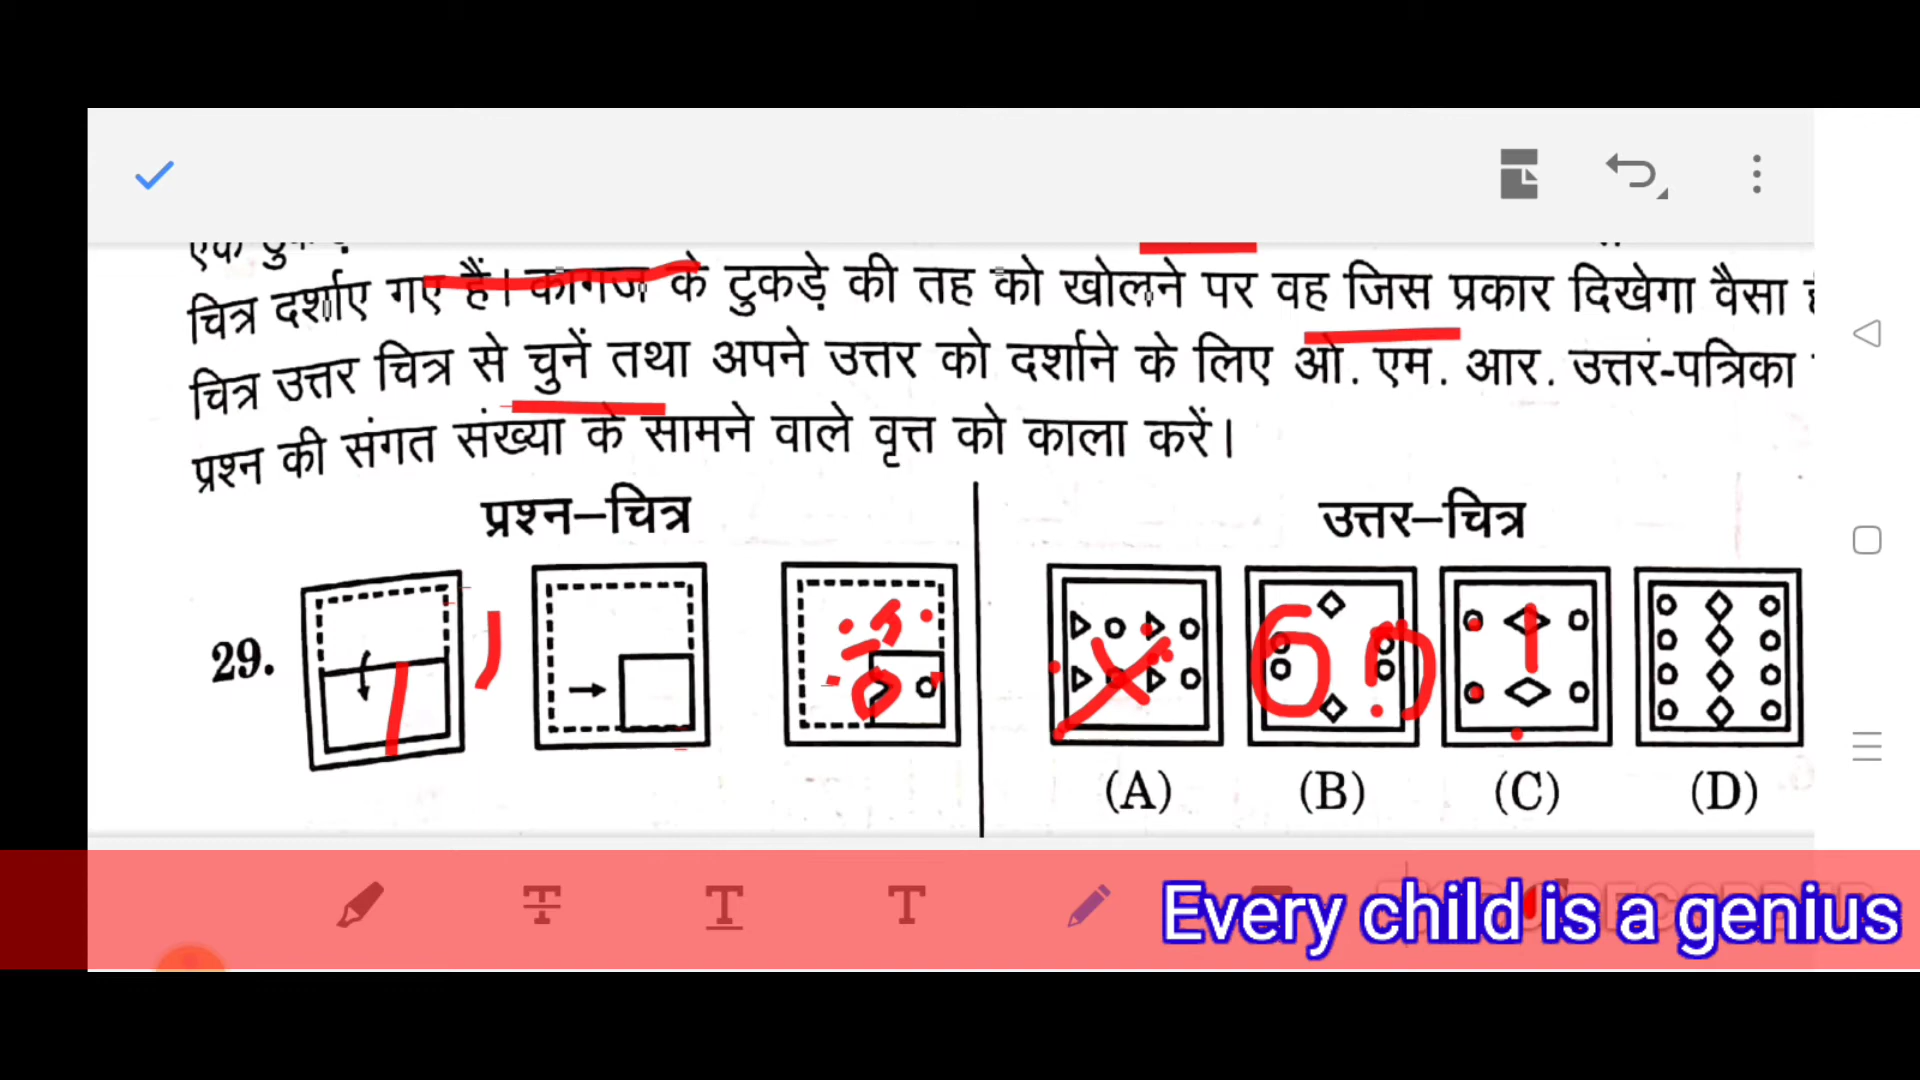 चित्र दर्शाए गए हैं। कागज के टुकड़े की तह को खोलने पर वह जिस प्रकार दिखेगा वैसा
चित्र उत्तर चित्र से चुनें तथा अपने उत्तर को दर्शाने के लिए ओ. एम. आर. उत्तर-पत्रिका
प्रश्न की संगत संख्या के सामने वाले वृत्त को काला करें।
प्रश्न–चित्र
उत्तर–चित्र
29.
(A) (B) (C) (D)
T T T
Every child is a genius